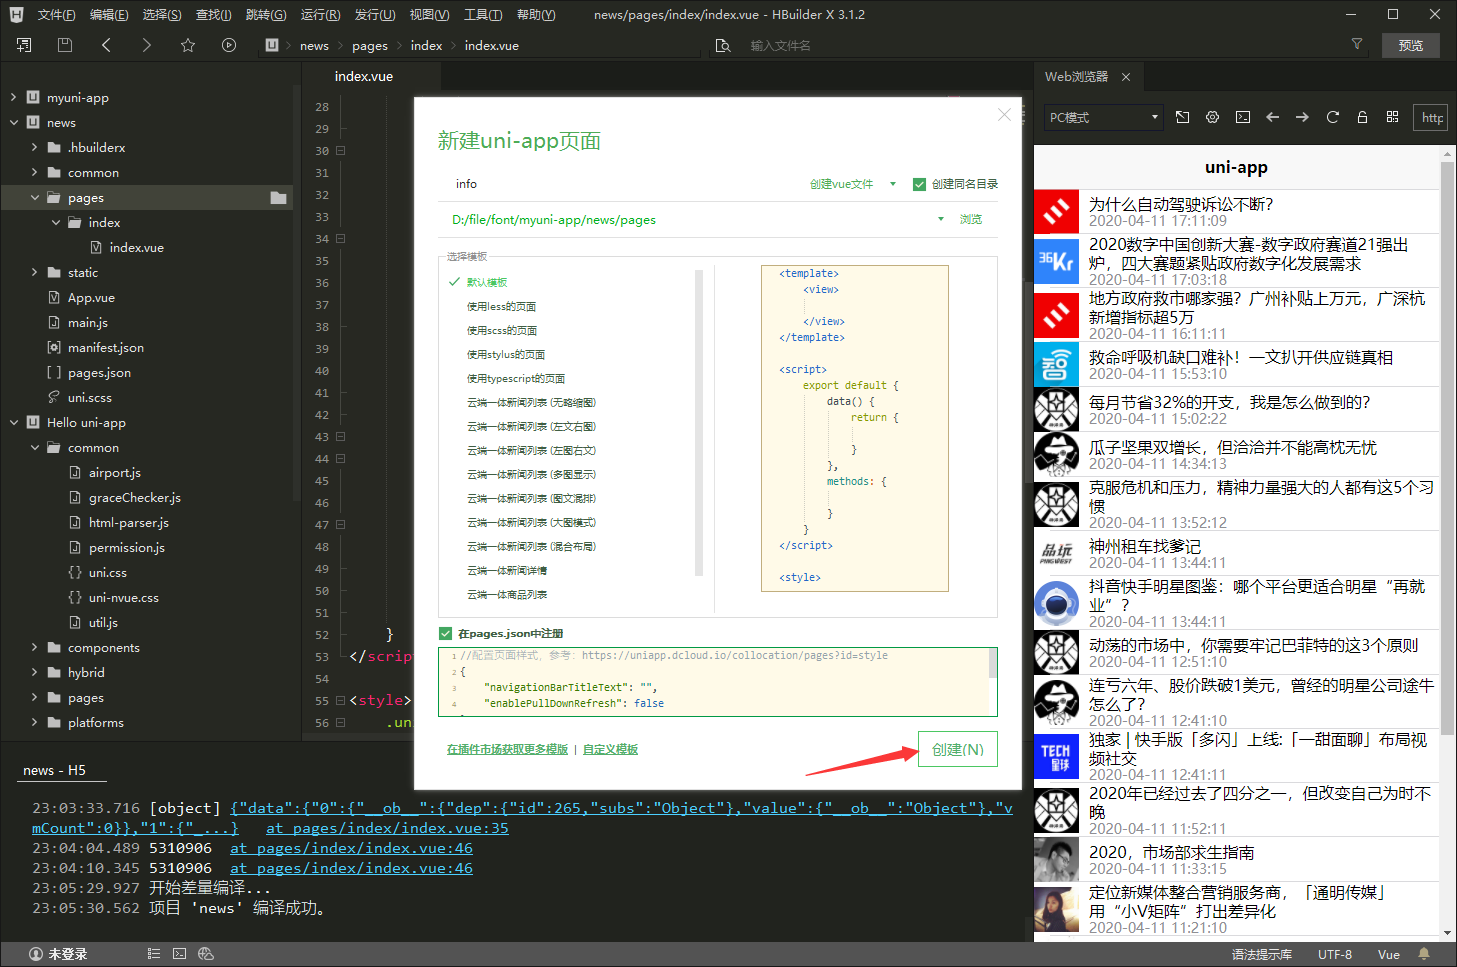 文件(F) 编辑(E) 选择(S) 查找(I) 跳转(G) 运行(R) 发行(U) 视图(V) 工具(T) 帮助(Y) news/pages/index/index.vue - HBuilder X 3.1.2
news pages index index.vue 输入文件名 预览
myuni-app
news
.hbuilderx
common
pages
index
index.vue
static
App.vue
main.js
manifest.json
pages.json
uni.scss
Hello uni-app
common
airport.js
graceChecker.js
html-parser.js
permission.js
uni.css
uni-nvue.css
util.js
components
hybrid
pages
platforms
index.vue
28
29
30
31
32
33
34
35
36
37
38
39
40
41
42
43
44
45
46
47
48
49
50
51
52 }
53 </script
54
55 <style>
56 .un
新建uni-app页面
info 创建vue文件 创建同名目录
D:/file/font/myuni-app/news/pages 浏览
选择模板
默认模板
使用less的页面
使用scss的页面
使用stylus的页面
使用typescript的页面
云端一体新闻列表 (无略缩图)
云端一体新闻列表 (左文右图)
云端一体新闻列表 (左图右文)
云端一体新闻列表 (多图显示)
云端一体新闻列表 (图文混排)
云端一体新闻列表 (大图模式)
云端一体新闻列表 (混合布局)
云端一体新闻详情
云端一体商品列表
<template>
<view>
</view>
</template>
<script>
export default {
data() {
return {
}
},
methods: {
}
}
</script>
<style>
在pages.json中注册
1 //配置页面样式，参考：https://uniapp.dcloud.io/collocation/pages?id=style
2 {
3 "navigationBarTitleText": "",
4 "enablePullDownRefresh": false
在插件市场获取更多模版 | 自定义模板
创建(N)
Web浏览器
PC模式 http
uni-app
为什么自动驾驶诉讼不断？
2020-04-11 17:11:09
36Kr
2020数字中国创新大赛-数字政府赛道21强出
炉，四大赛题紧贴政府数字化发展需求
2020-04-11 17:03:18
地方政府救市哪家强？广州补贴上万元，广深杭
新增指标超5万
2020-04-11 16:11:11
智
救命呼吸机缺口难补！一文扒开供应链真相
2020-04-11 15:53:10
每月节省32%的开支，我是怎么做到的？
2020-04-11 15:02:22
瓜子坚果双增长，但洽洽并不能高枕无忧
2020-04-11 14:34:13
克服危机和压力，精神力量强大的人都有这5个习
惯
2020-04-11 13:52:12
品玩
PINGWEST
神州租车找爹记
2020-04-11 13:44:11
抖音快手明星图鉴：哪个平台更适合明星“再就
业”？
2020-04-11 13:44:11
动荡的市场中，你需要牢记巴菲特的这3个原则
2020-04-11 12:51:10
连亏六年、股价跌破1美元，曾经的明星公司途牛
怎么了？
2020-04-11 12:41:10
TECH
星球
独家 | 快手版「多闪」上线:「一甜面聊」布局视
频社交
2020-04-11 12:41:11
2020年已经过去了四分之一，但改变自己为时不
晚
2020-04-11 11:52:11
2020，市场部求生指南
2020-04-11 11:33:15
定位新媒体整合营销服务商，「通明传媒」
用“小V矩阵”打出差异化
2020-04-11 11:21:10
news - H5
23:03:33.716 [object] {"data":{"0":{"__ob__":{"dep":{"id":265,"subs":"Object"},"value":{"__ob__":"Object"},"v
mCount":0}},"1":{"_...} at pages/index/index.vue:35
23:04:04.489 5310906 at pages/index/index.vue:46
23:04:10.345 5310906 at pages/index/index.vue:46
23:05:29.927 开始差量编译...
23:05:30.562 项目 'news' 编译成功。
未登录 语法提示库 UTF-8 Vue